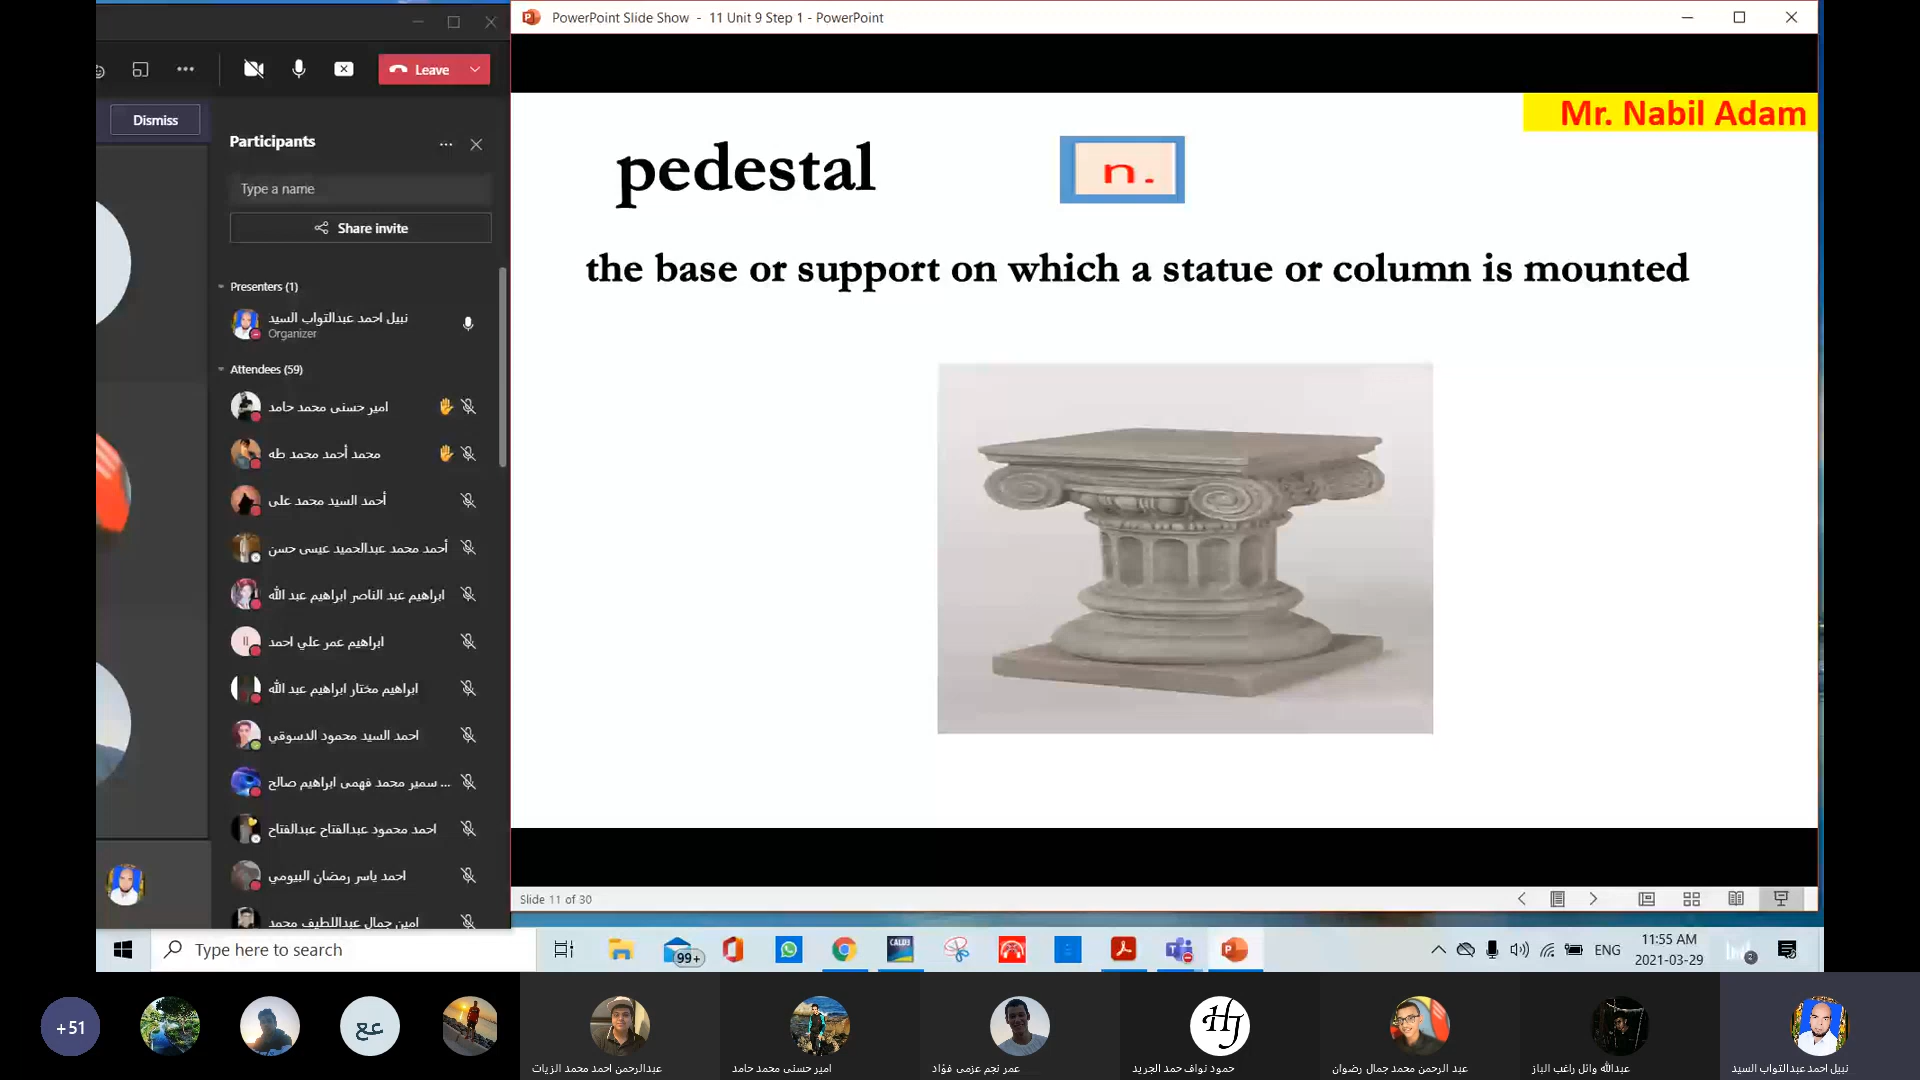 PowerPoint Slide Show - 11 Unit 9 Step 1 - PowerPoint
Leave
Dismiss
Participants
Type a name
Share invite
Presenters (1)
نبيل احمد عبدالتواب السيد
Organizer
Attendees (59)
امير حسنى محمد حامد
محمد أحمد محمد طه
أحمد السيد محمد على
أحمد محمد عبدالحميد عيسى حسن
ابراهيم عبد الناصر ابراهيم عبد الله
ابراهيم عمر علي احمد
ابراهيم مختار ابراهيم عبد الله
احمد السيد محمود الدسوقي
سمير محمد فهمى ابراهيم صالح ...
احمد محمود عبدالفتاح عبدالفتاح
احمد ياسر رمضان البيومي
امين جمال عبداللطيف محمد
Mr. Nabil Adam
pedestal
n.
the base or support on which a statue or column is mounted
Slide 11 of 30
Type here to search
99+
CALD3
ENG
11:55 AM
2021-03-29
+51
عع
HJ
عبدالرحمن احمد محمد الزيات
امير حسنى محمد حامد
عمر نجم عزمى فؤاد
حمود نواف حمد الجريد
عبد الرحمن محمد جمال رضوان
عبدالله وائل راغب الباز
نبيل احمد عبدالتواب السيد